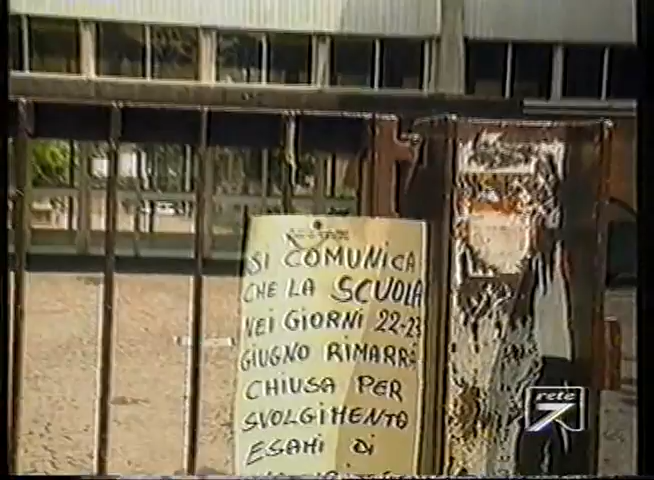 SI COMUNICA
CHE LA SCUOLA
NEI GIORNI 22-23
GIUGNO RIMARRÀ
CHIUSA PER
SVOLGIMENTO
ESAMI DI
rete
7